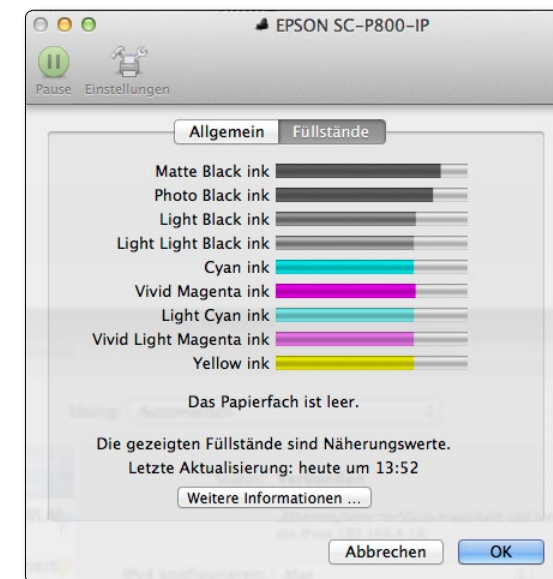 EPSON SC-P800-IP
Pause Einstellungen
Allgemein Füllstände
Matte Black ink
Photo Black ink
Light Black ink
Light Light Black ink
Cyan ink
Vivid Magenta ink
Light Cyan ink
Vivid Light Magenta ink
Yellow ink
Das Papierfach ist leer.
Die gezeigten Füllstände sind Näherungswerte.
Letzte Aktualisierung: heute um 13:52
Weitere Informationen ...
Abbrechen OK